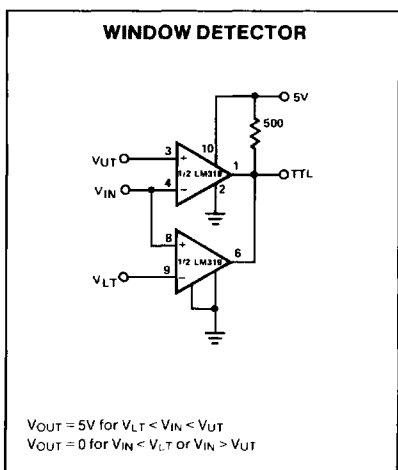 WINDOW DETECTOR
5V
500
10
VUT
3
+
1
TTL
1/2 LM319
VIN
4
−
2
8
+
6
1/2 LM319
VLT
9
−
VOUT = 5V for VLT < VIN < VUT
VOUT = 0 for VIN < VLT or VIN > VUT